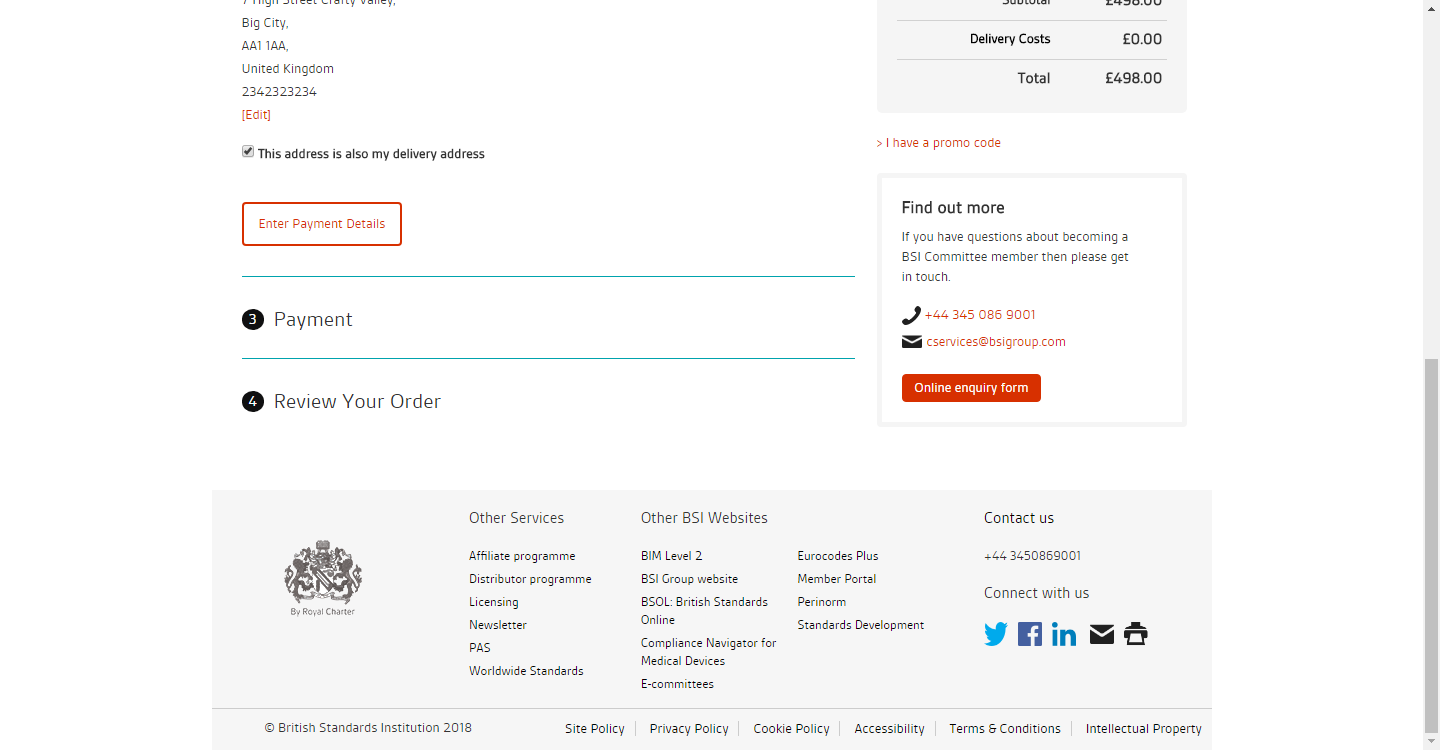 7 High Street Crafty Valley,
Big City,
AA1 1AA,
United Kingdom
2342323234
[Edit]
This address is also my delivery address
Enter Payment Details
3 Payment
4 Review Your Order
Subtotal £498.00
Delivery Costs £0.00
Total £498.00
> I have a promo code
Find out more
If you have questions about becoming a
BSI Committee member then please get
in touch.
+44 345 086 9001
cservices@bsigroup.com
Online enquiry form
By Royal Charter
Other Services
Affiliate programme
Distributor programme
Licensing
Newsletter
PAS
Worldwide Standards
Other BSI Websites
BIM Level 2
BSI Group website
BSOL: British Standards
Online
Compliance Navigator for
Medical Devices
E-committees
Eurocodes Plus
Member Portal
Perinorm
Standards Development
Contact us
+44 3450869001
Connect with us
© British Standards Institution 2018
Site Policy
Privacy Policy
Cookie Policy
Accessibility
Terms & Conditions
Intellectual Property